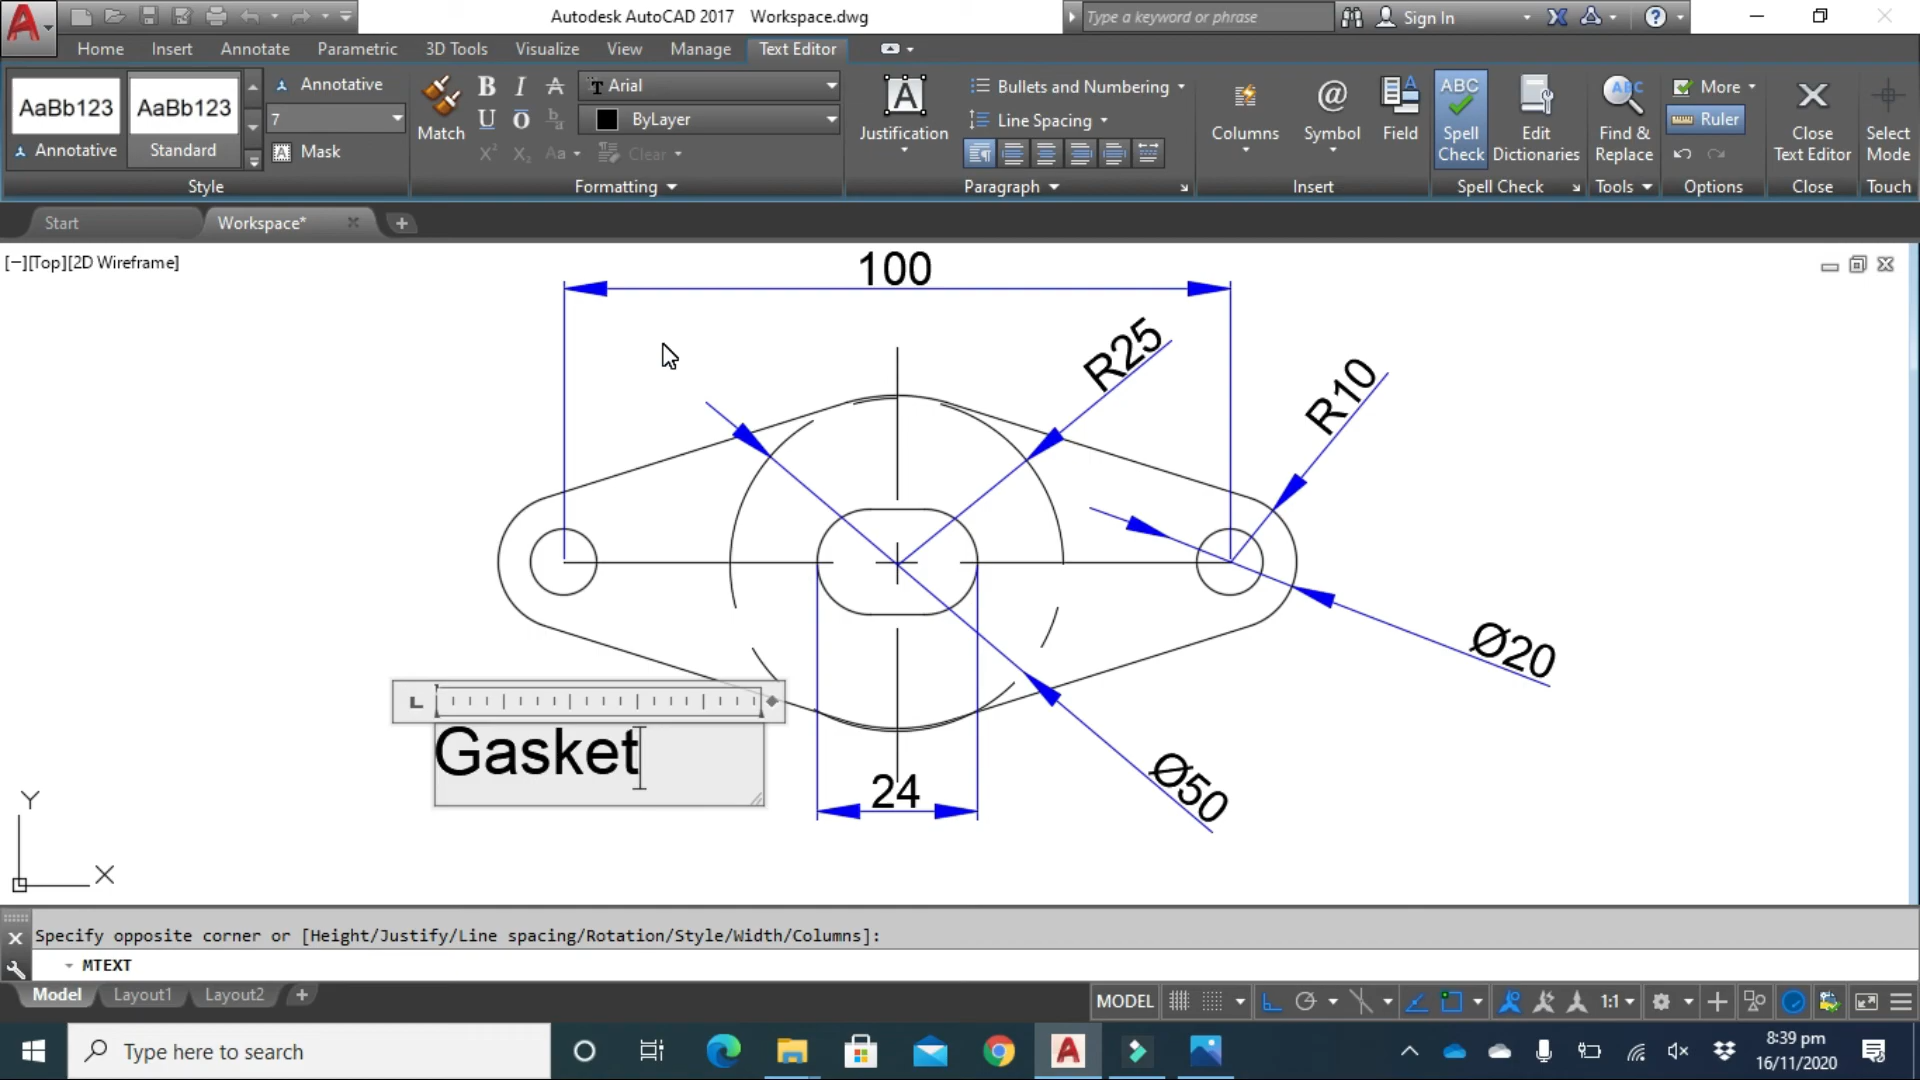 Autodesk AutoCAD 2017 Workspace.dwg
Type a keyword or phrase
Sign In
Home Insert Annotate Parametric 3D Tools Visualize View Manage Text Editor
AaBb123 AaBb123
Annotative Standard
Annotative
7
Mask
Style
Match
B I A
U O b/a
X² X₂ Aa Clear
Arial
ByLayer
Formatting
Justification
Bullets and Numbering
Line Spacing
Paragraph
Columns
@ Symbol
Field
Insert
ABC Spell Check
Edit Dictionaries
Spell Check
ABC Find & Replace
Tools
More
Ruler
Options
Close Text Editor
Close
Select Mode
Touch
Start Workspace*
[−][Top][2D Wireframe]
100
R25
R10
Ø20
Ø50
24
Gasket
Y
X
Specify opposite corner or [Height/Justify/Line spacing/Rotation/Style/Width/Columns]:
MTEXT
Model Layout1 Layout2
MODEL 1:1
Type here to search
8:39 pm
16/11/2020